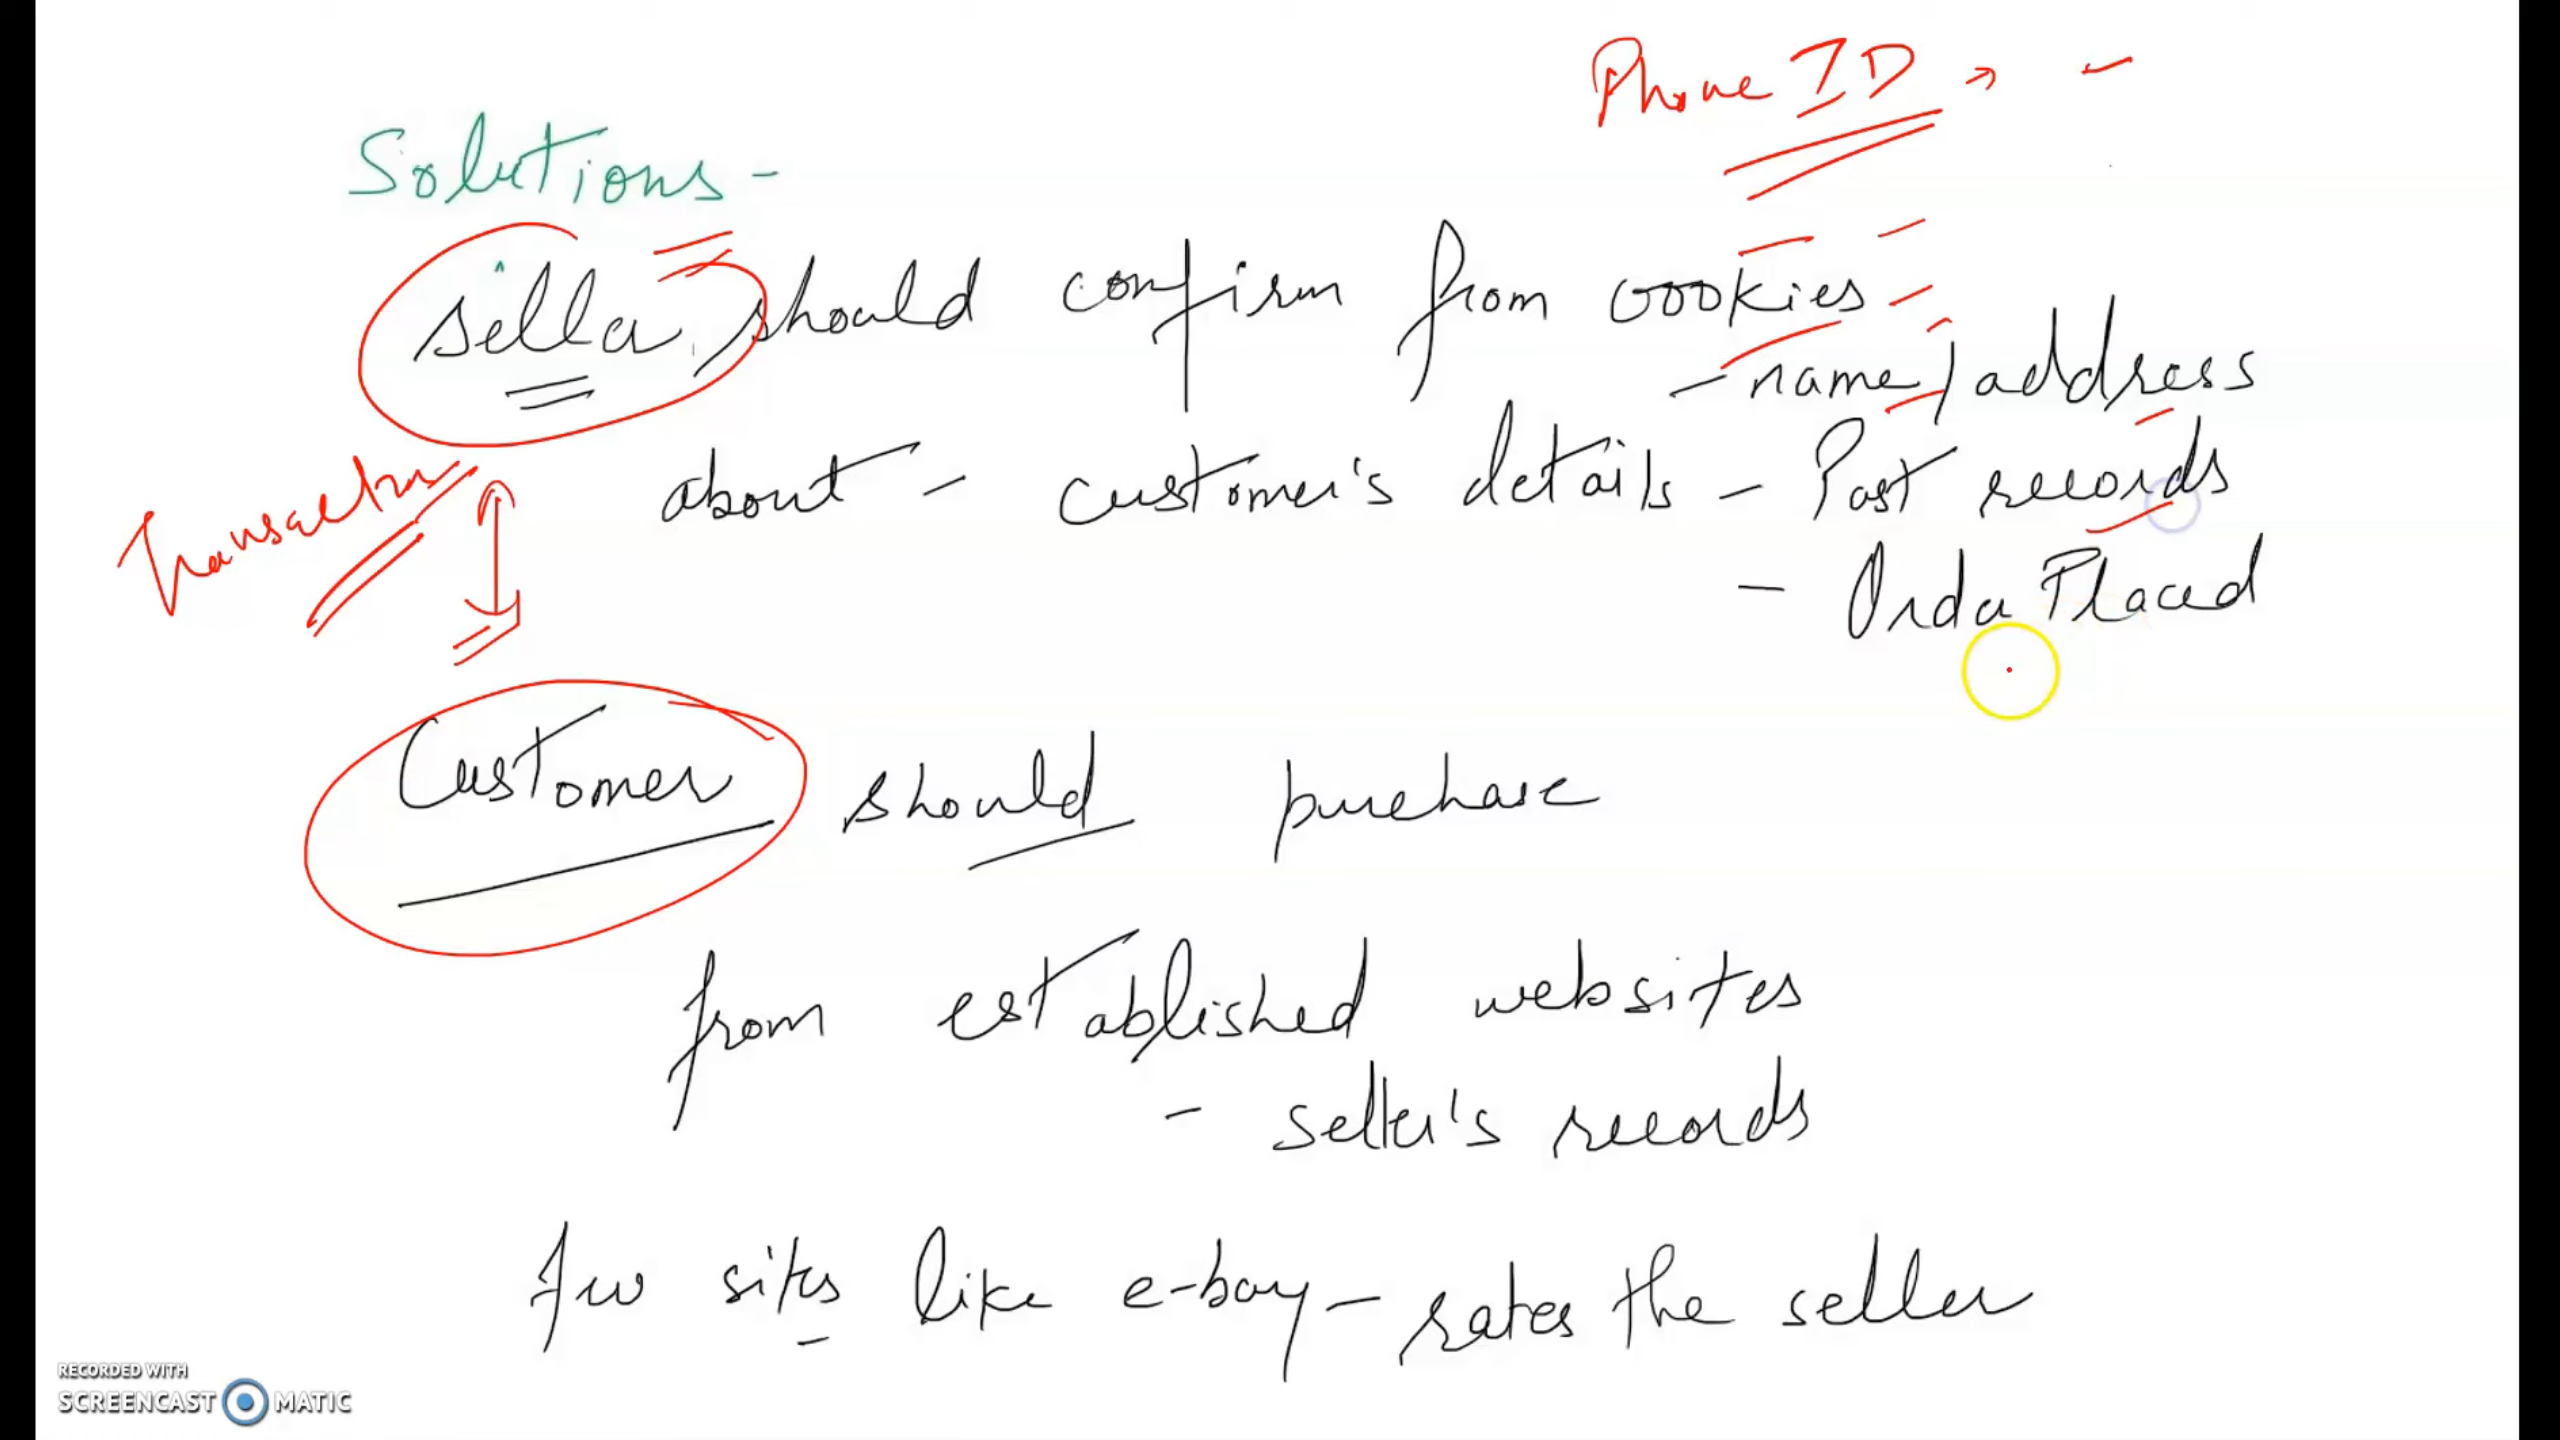 Phone ID →
Solutions -
seller should confirm from cookies
- name / address
about - customer's details - Past records
Transaction
- Order Placed
Customer should purchase
from established websites
- seller's records
Few sites like e-bay - rates the seller
RECORDED WITH
SCREENCAST MATIC